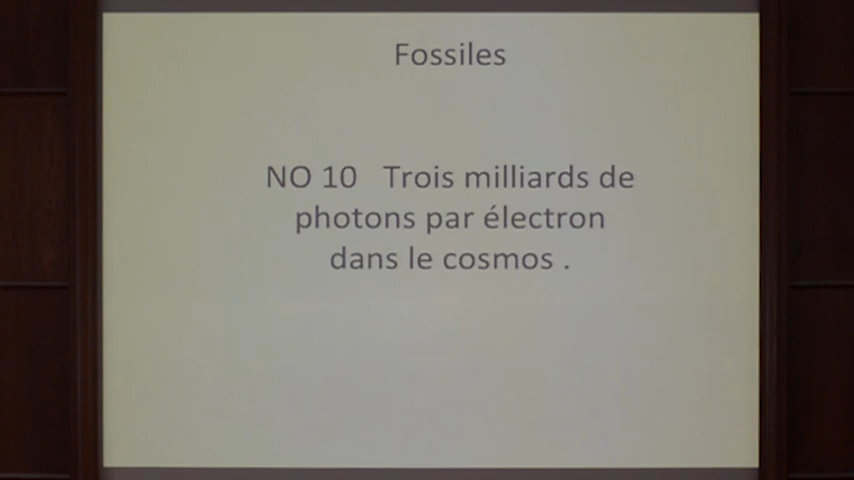 Fossiles
NO 10 Trois milliards de
photons par électron
dans le cosmos .